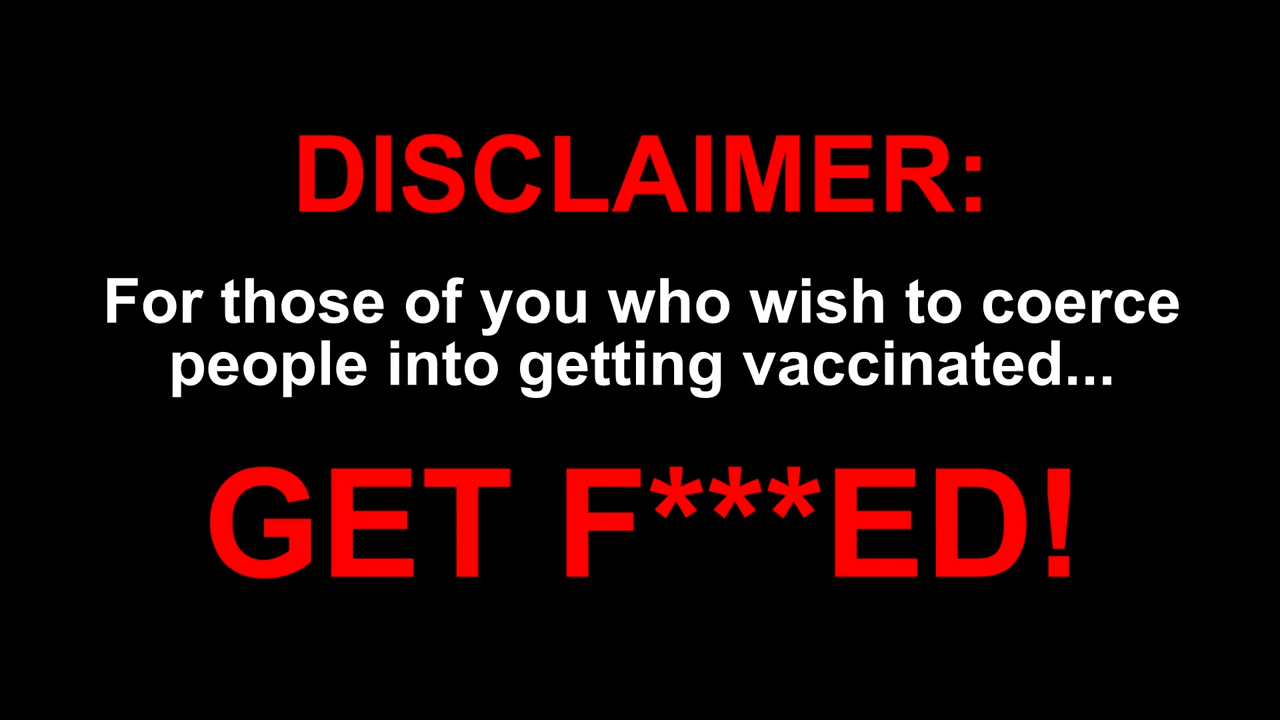 DISCLAIMER:
For those of you who wish to coerce
people into getting vaccinated...
GET F***ED!